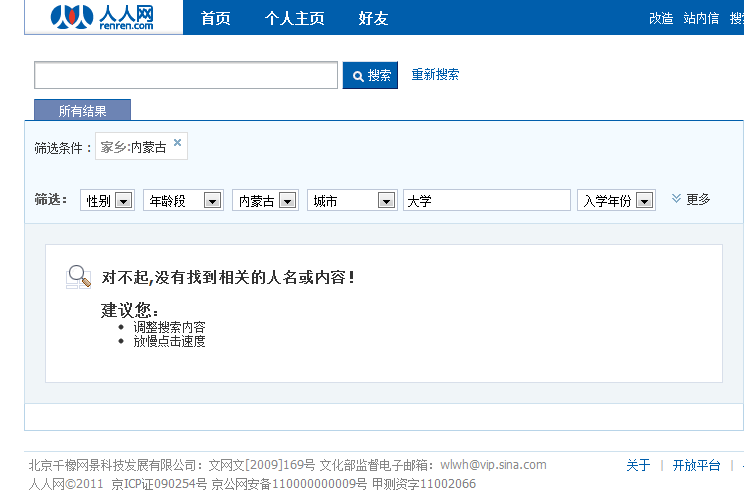 人人网 首页 个人主页 好友 改造 站内信
renren.com
搜索 重新搜索
所有结果
筛选条件： 家乡:内蒙古 ×
筛选： 性别 年龄段 内蒙古 城市 大学 入学年份 更多
对不起,没有找到相关的人名或内容！
建议您：
• 调整搜索内容
• 放慢点击速度
北京千橡网景科技发展有限公司：文网文[2009]169号 文化部监督电子邮箱：wlwh@vip.sina.com 关于 | 开放平台 |
人人网©2011 京ICP证090254号 京公网安备110000000009号 甲测资字11002066